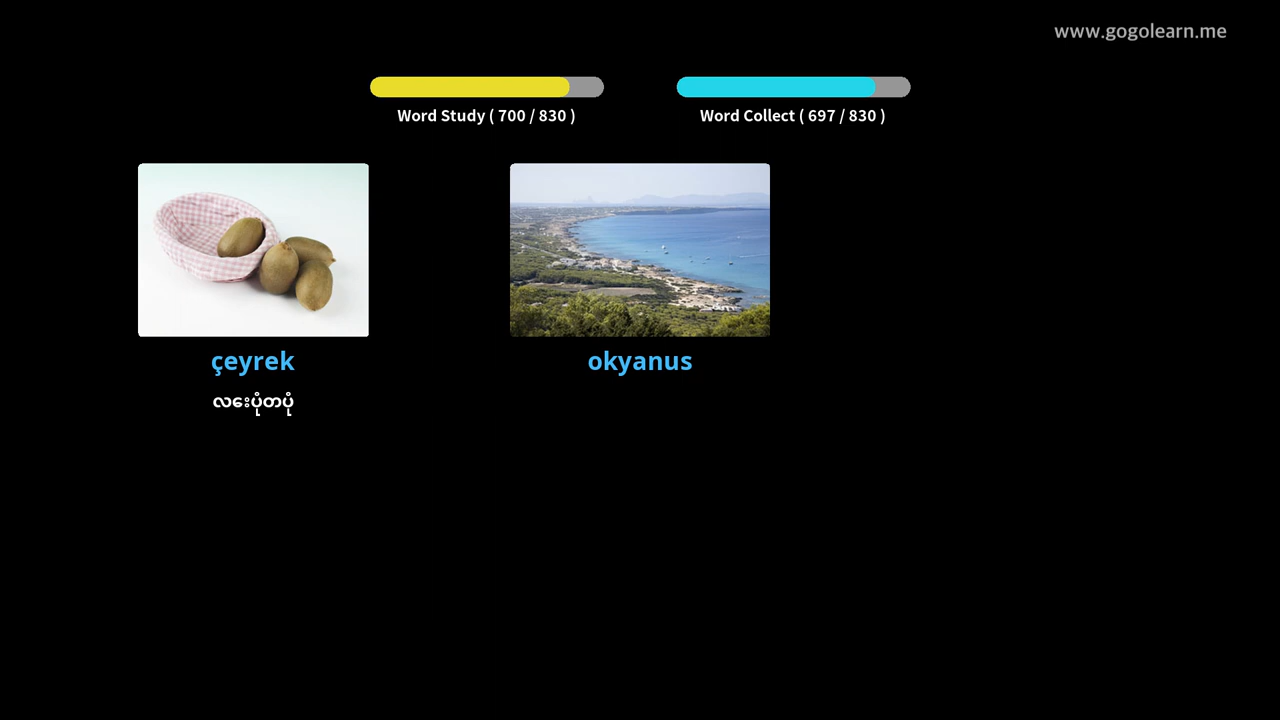 www.gogolearn.me
Word Study ( 700 / 830 )
Word Collect ( 697 / 830 )
çeyrek
လေးပုံတပုံ
okyanus